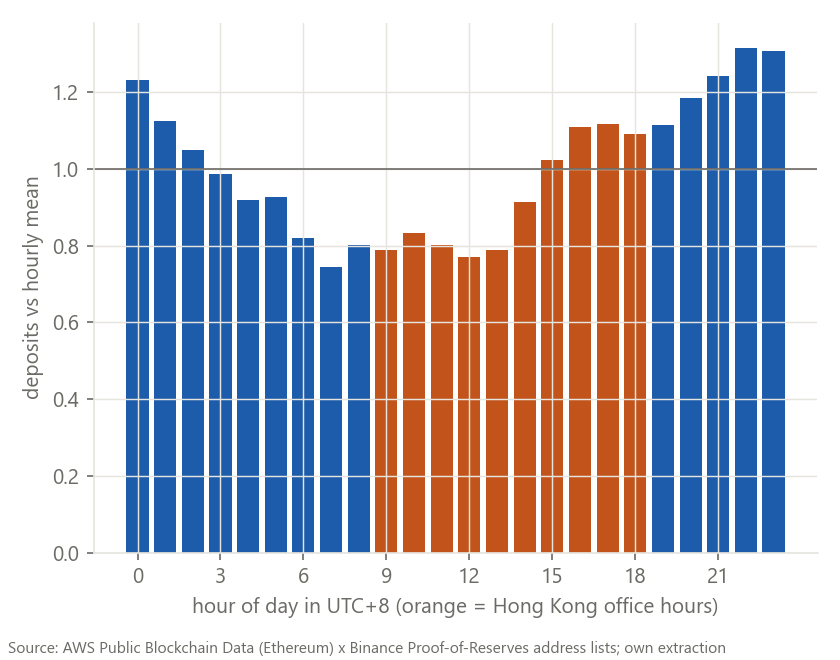 deposits vs hourly mean
1.2
1.0
0.8
0.6
0.4
0.2
0.0
0 3 6 9 12 15 18 21
hour of day in UTC+8 (orange = Hong Kong office hours)
Source: AWS Public Blockchain Data (Ethereum) x Binance Proof-of-Reserves address lists; own extraction